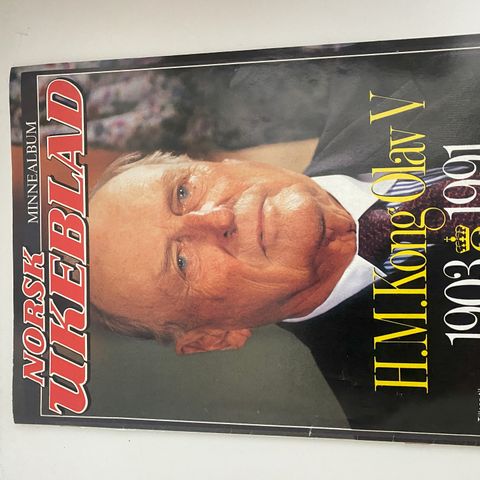 NORSK
UKEBLAD
MINNEALBUM
H.M. Kong Olav V
1903 1991